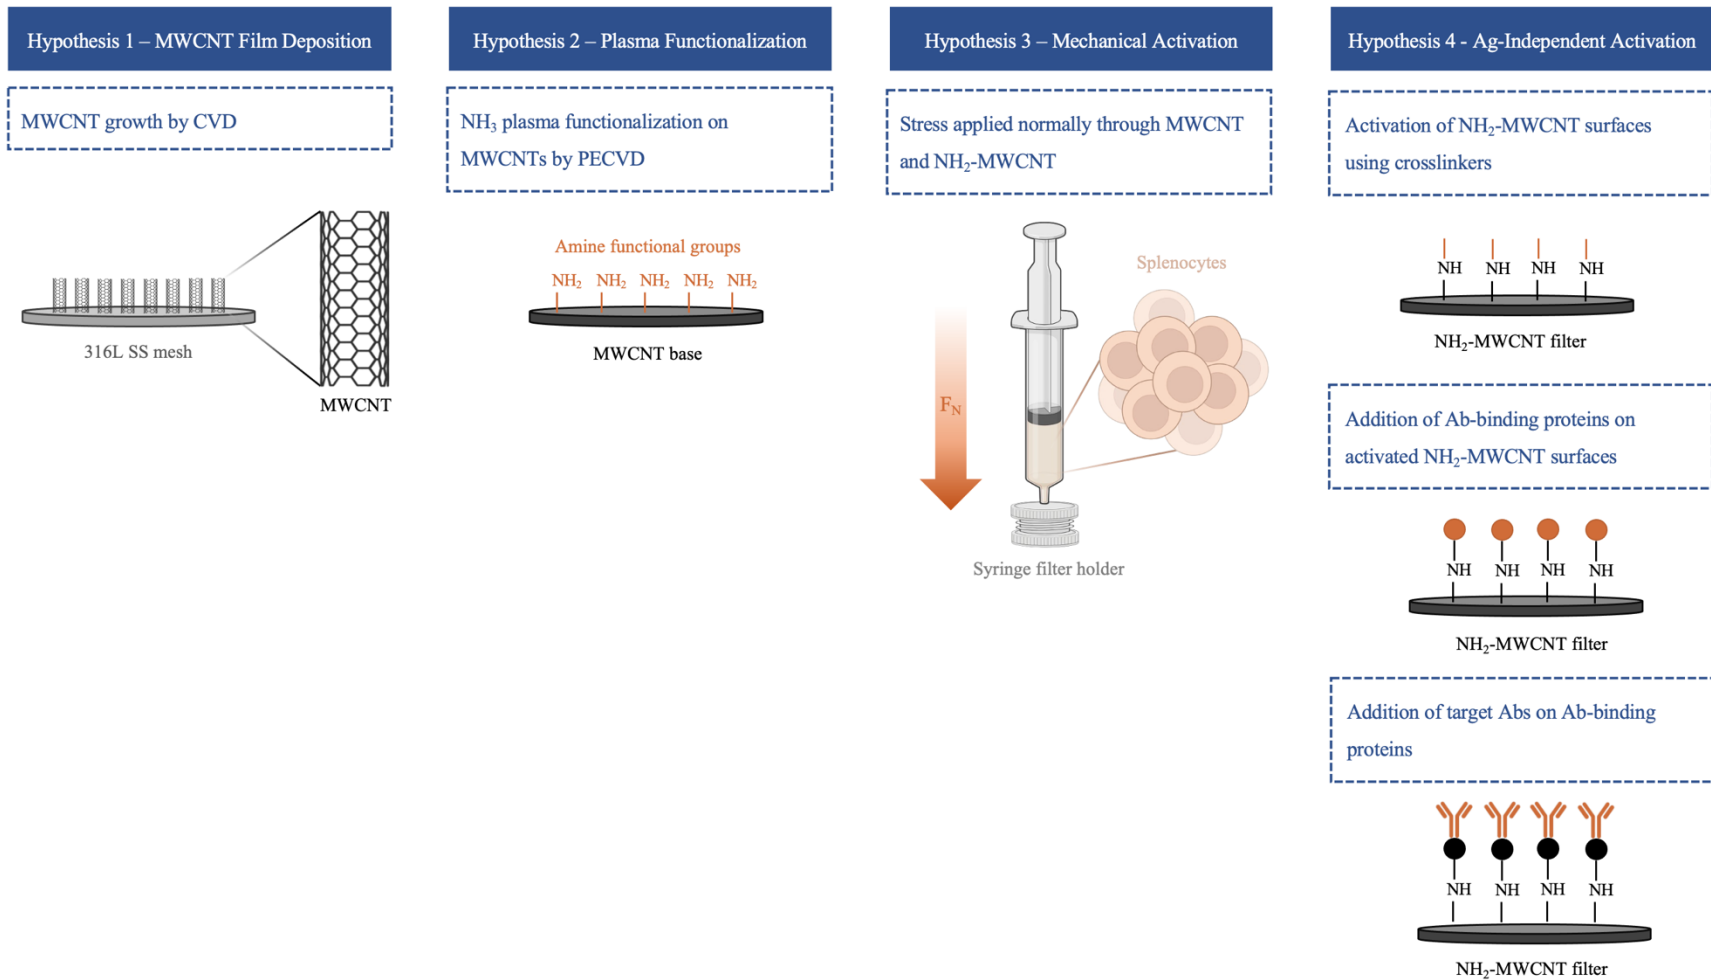 Hypothesis 1 – MWCNT Film Deposition
MWCNT growth by CVD
316L SS mesh
MWCNT
Hypothesis 2 – Plasma Functionalization
NH₃ plasma functionalization on
MWCNTs by PECVD
Amine functional groups
NH₂ NH₂ NH₂ NH₂ NH₂
MWCNT base
Hypothesis 3 – Mechanical Activation
Stress applied normally through MWCNT
and NH₂-MWCNT
Splenocytes
F_N
Syringe filter holder
Hypothesis 4 - Ag-Independent Activation
Activation of NH₂-MWCNT surfaces
using crosslinkers
NH NH NH NH
NH₂-MWCNT filter
Addition of Ab-binding proteins on
activated NH₂-MWCNT surfaces
NH NH NH NH
NH₂-MWCNT filter
Addition of target Abs on Ab-binding
proteins
NH NH NH NH
NH₂-MWCNT filter